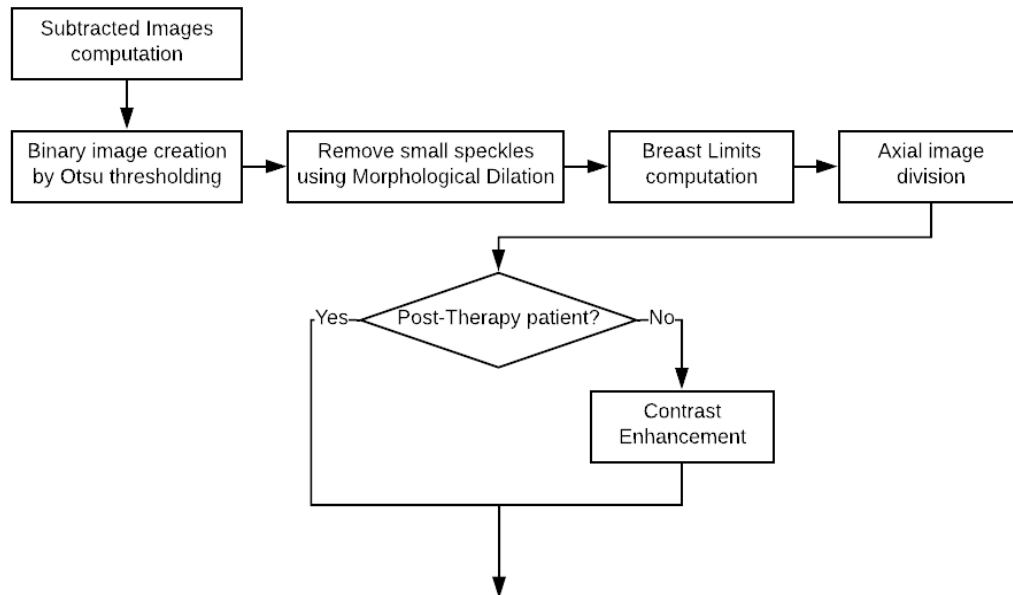 Subtracted Images
computation
Binary image creation
by Otsu thresholding
Remove small speckles
using Morphological Dilation
Breast Limits
computation
Axial image
division
Post-Therapy patient?
Yes
No
Contrast
Enhancement